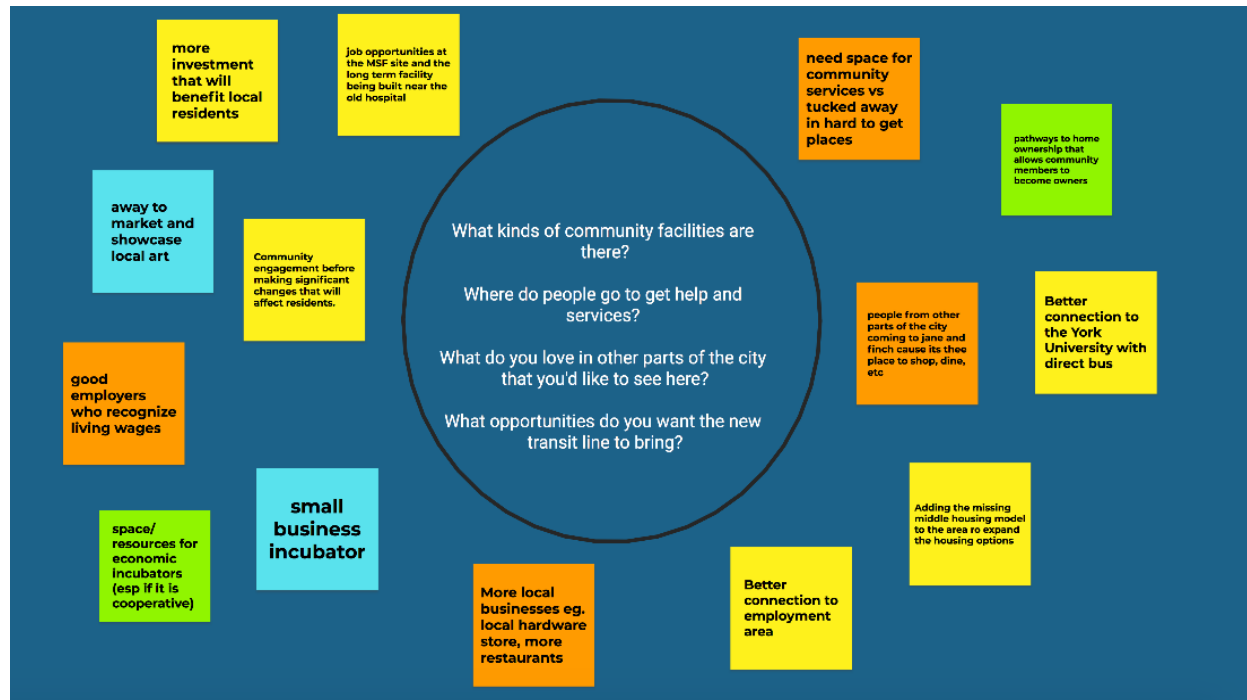 more
investment
that will
benefit local
residents
job opportunities at
the MSF site and the
long term facility
being built near the
old hospital
need space for
community
services vs
tucked away
in hard to get
places
pathways to home
ownership that
allows community
members to
become owners
away to
market and
showcase
local art
Community
engagement before
making significant
changes that will
affect residents.
What kinds of community facilities are
there?
Where do people go to get help and
services?
What do you love in other parts of the city
that you'd like to see here?
What opportunities do you want the new
transit line to bring?
people from other
parts of the city
coming to jane and
finch cause its thee
place to shop, dine,
etc
Better
connection to
the York
University with
direct bus
good
employers
who recognize
living wages
space/
resources for
economic
incubators
(esp if it is
cooperative)
small
business
incubator
More local
businesses eg.
local hardware
store, more
restaurants
Better
connection to
employment
area
Adding the missing
middle housing model
to the area ro expand
the housing options